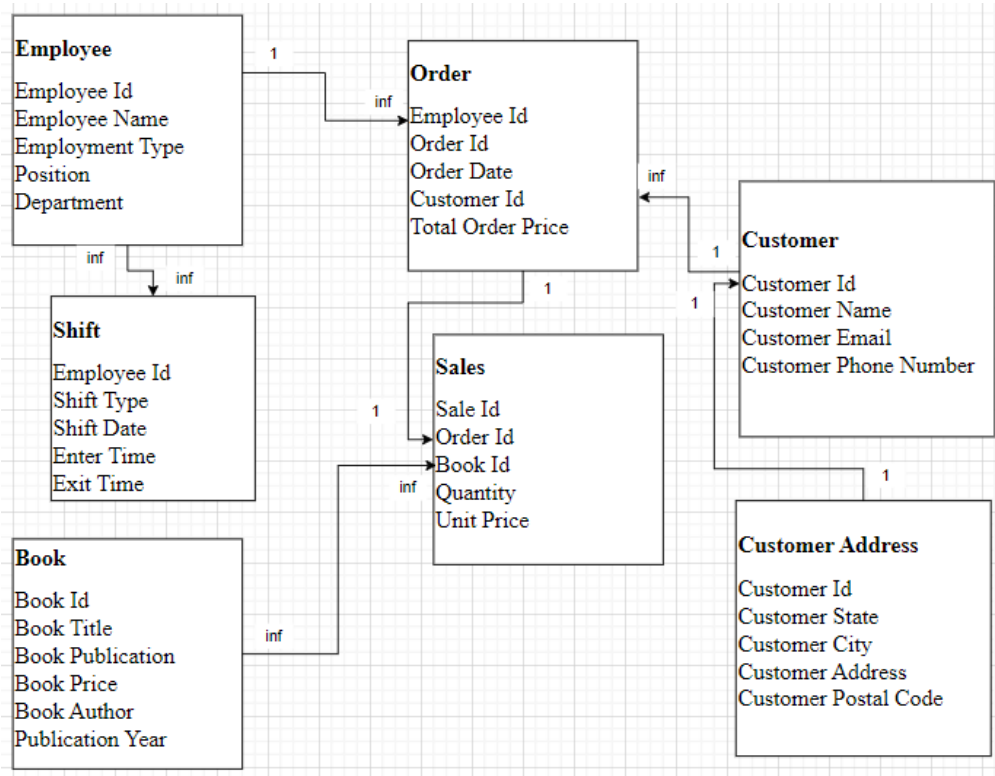 Employee
Employee Id
Employee Name
Employment Type
Position
Department
1
inf
Order
Employee Id
Order Id
Order Date
Customer Id
Total Order Price
inf
1
Customer
Customer Id
Customer Name
Customer Email
Customer Phone Number
inf
inf
Shift
Employee Id
Shift Type
Shift Date
Enter Time
Exit Time
1
1
Sales
Sale Id
Order Id
Book Id
Quantity
Unit Price
1
1
Customer Address
Customer Id
Customer State
Customer City
Customer Address
Customer Postal Code
Book
Book Id
Book Title
Book Publication
Book Price
Book Author
Publication Year
inf
inf